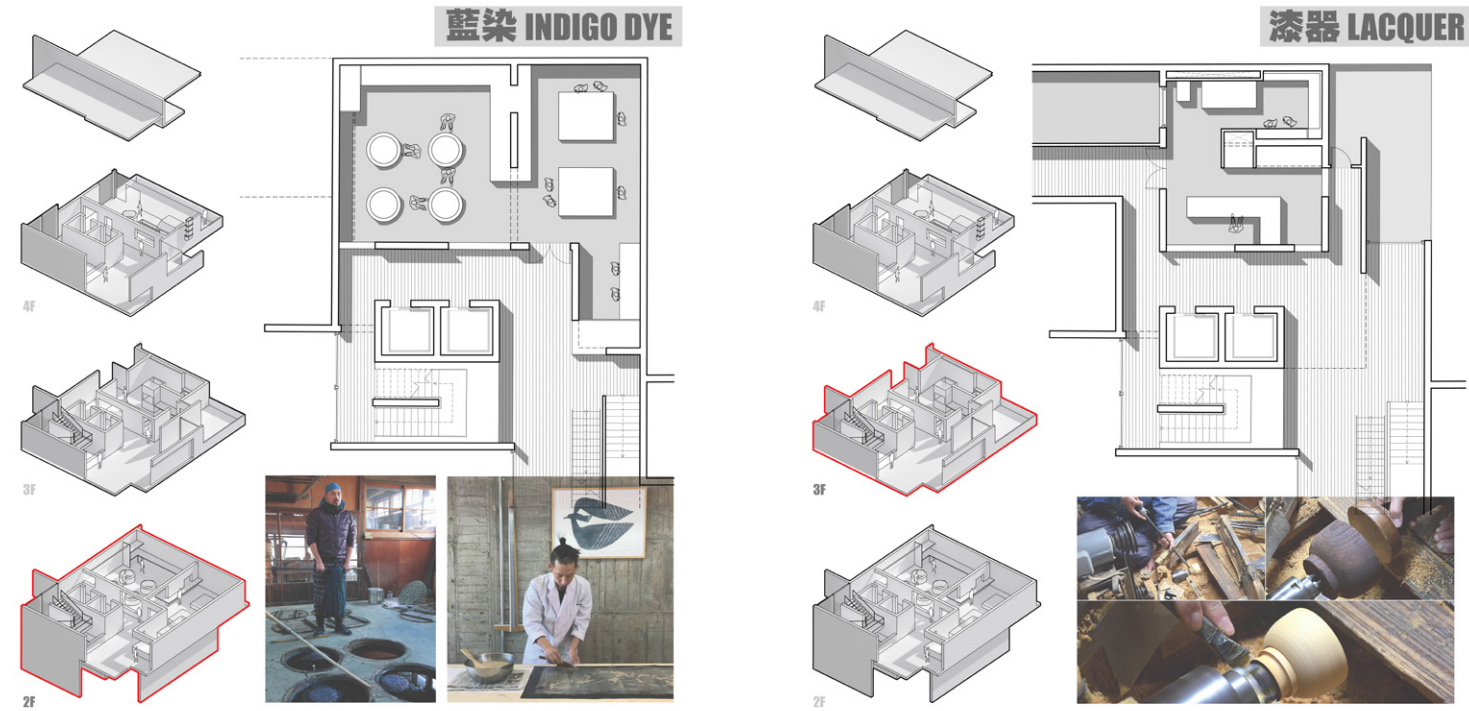 藍染 INDIGO DYE
4F
3F
2F
漆器 LACQUER
4F
3F
2F